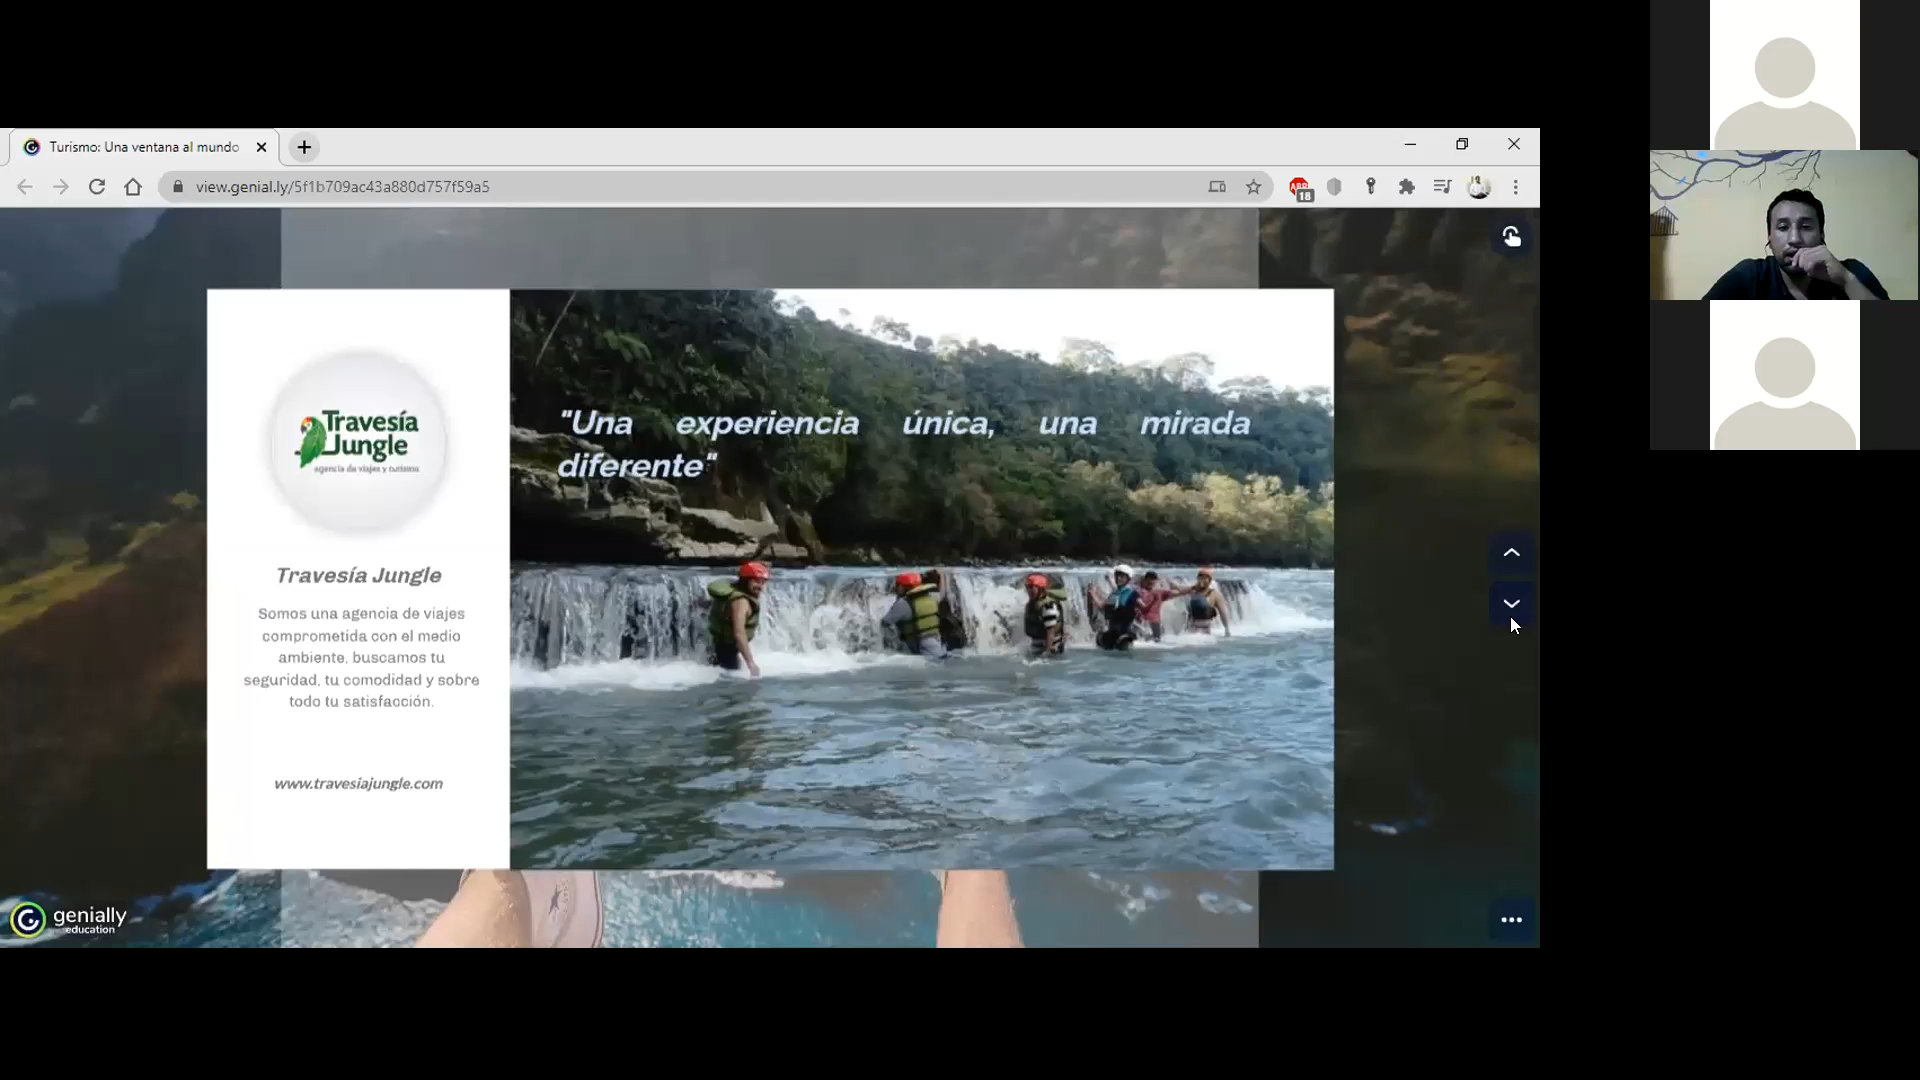 Turismo: Una ventana al mundo
view.genial.ly/5f1b709ac43a880d757f59a5
ABP
18
Travesía
Jungle
agencia de viajes y turismo
"Una experiencia única, una mirada
diferente"
Travesía Jungle
Somos una agencia de viajes
comprometida con el medio
ambiente, buscamos tu
seguridad, tu comodidad y sobre
todo tu satisfacción.
www.travesiajungle.com
genially
education